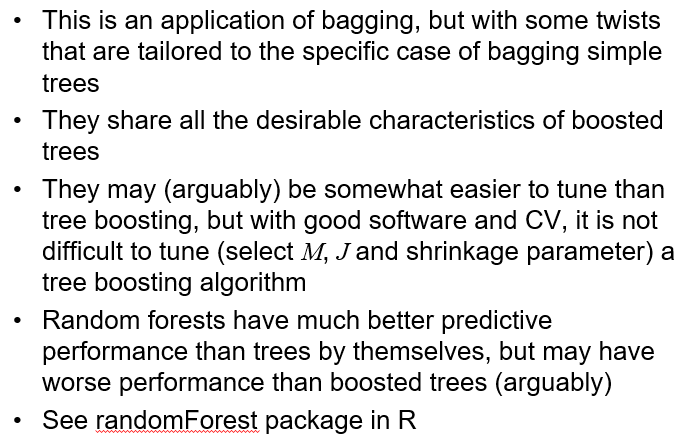 • This is an application of bagging, but with some twists
that are tailored to the specific case of bagging simple
trees
• They share all the desirable characteristics of boosted
trees
• They may (arguably) be somewhat easier to tune than
tree boosting, but with good software and CV, it is not
difficult to tune (select M, J and shrinkage parameter) a
tree boosting algorithm
• Random forests have much better predictive
performance than trees by themselves, but may have
worse performance than boosted trees (arguably)
• See randomForest package in R